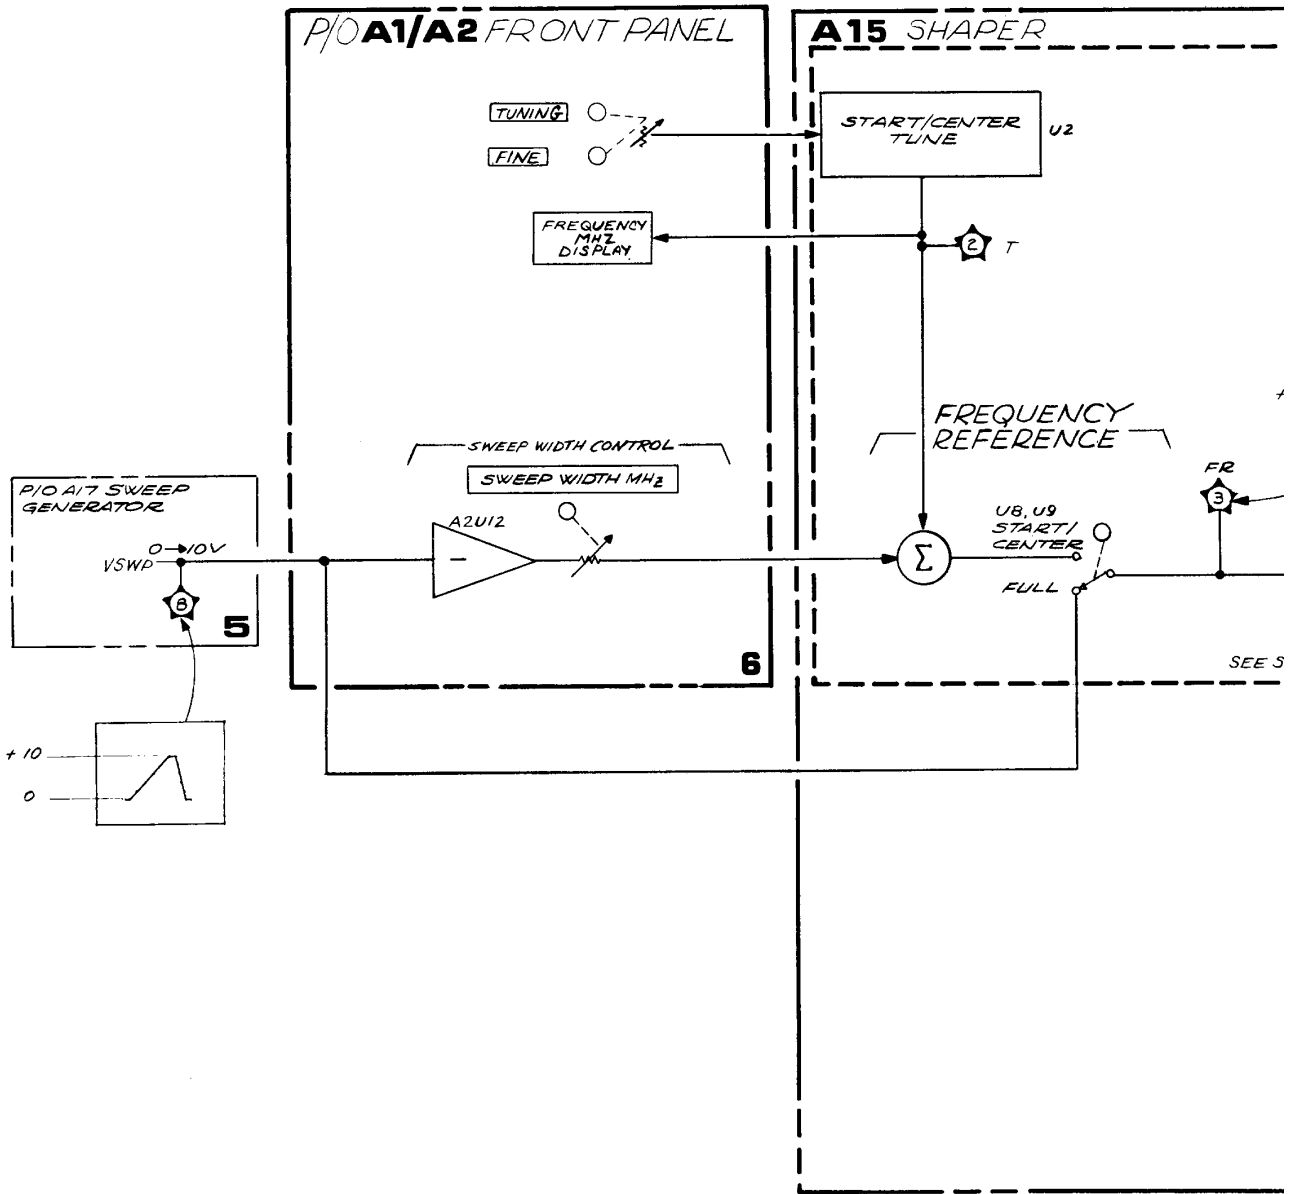 P/O A1/A2 FRONT PANEL
A15 SHAPER
TUNING
FINE
START/CENTER
TUNE
U2
FREQUENCY
MHZ
DISPLAY
2
T
FREQUENCY
REFERENCE
SWEEP WIDTH CONTROL
SWEEP WIDTH MHZ
A2U12
−
P/O A17 SWEEP
GENERATOR
0→10V
VSWP
8
5
6
Σ
U8, U9
START/
CENTER
FULL
FR
3
+
SEE S
+10
0